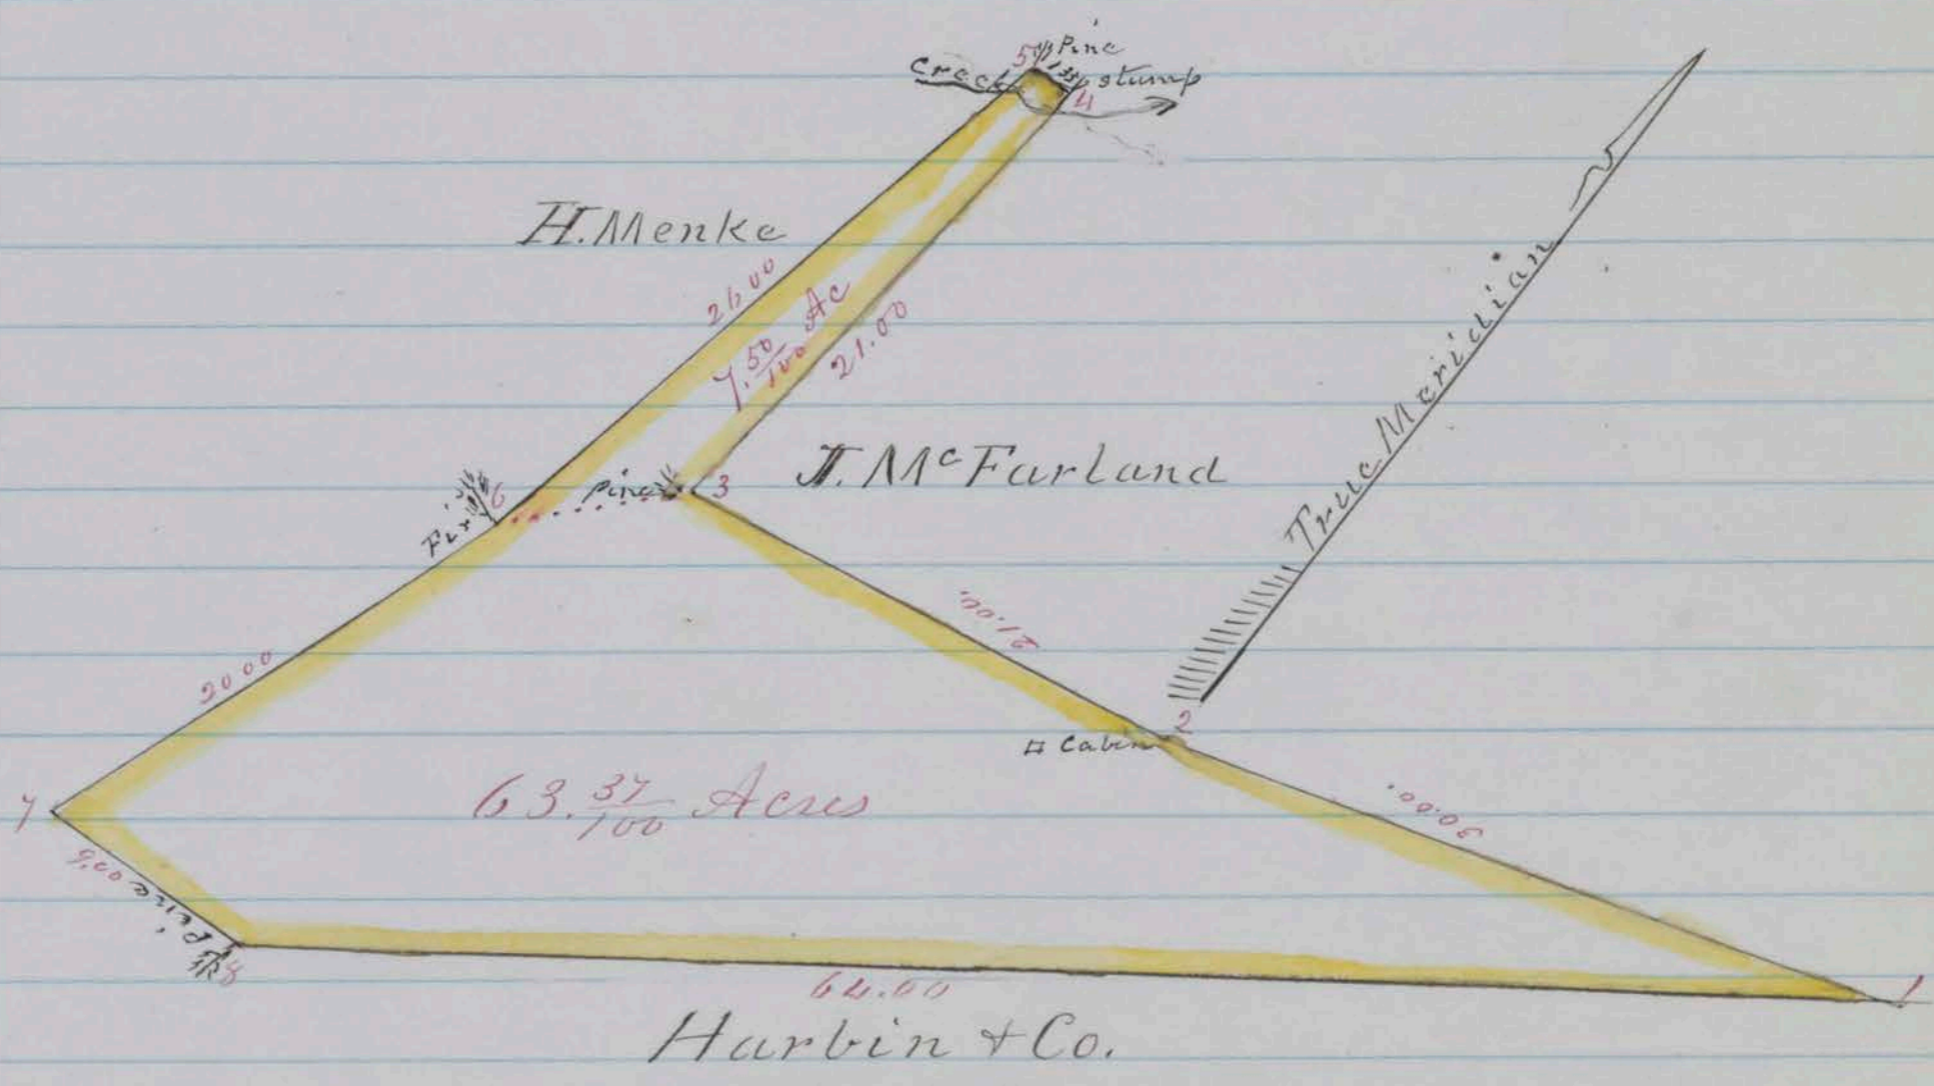 5
Pine
Creek
stump
4
H. Menke
26.00
7. 50/100 Ac
21.00
J. McFarland
True Meridian
Fir
6
Pine
3
21.00.
2
Cabin
20 00
30.00.
7
63. 37/100 Acres
9.00
Pine
8
64.00
1
Harbin + Co.